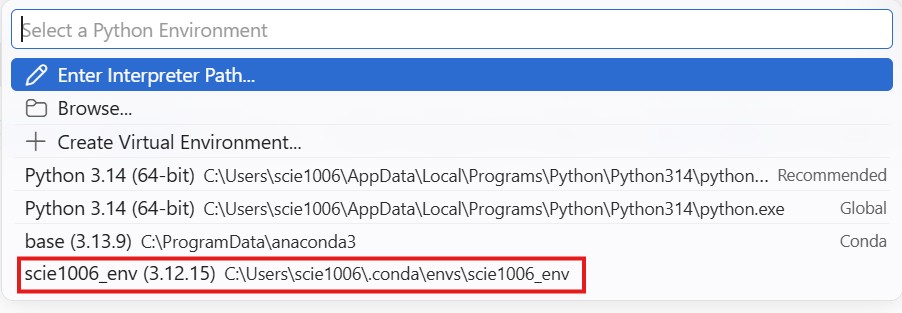 Select a Python Environment
Enter Interpreter Path...
Browse...
Create Virtual Environment...
Python 3.14 (64-bit) C:\Users\scie1006\AppData\Local\Programs\Python\Python314\python... Recommended
Python 3.14 (64-bit) C:\Users\scie1006\AppData\Local\Programs\Python\Python314\python.exe Global
base (3.13.9) C:\ProgramData\anaconda3 Conda
scie1006_env (3.12.15) C:\Users\scie1006\.conda\envs\scie1006_env